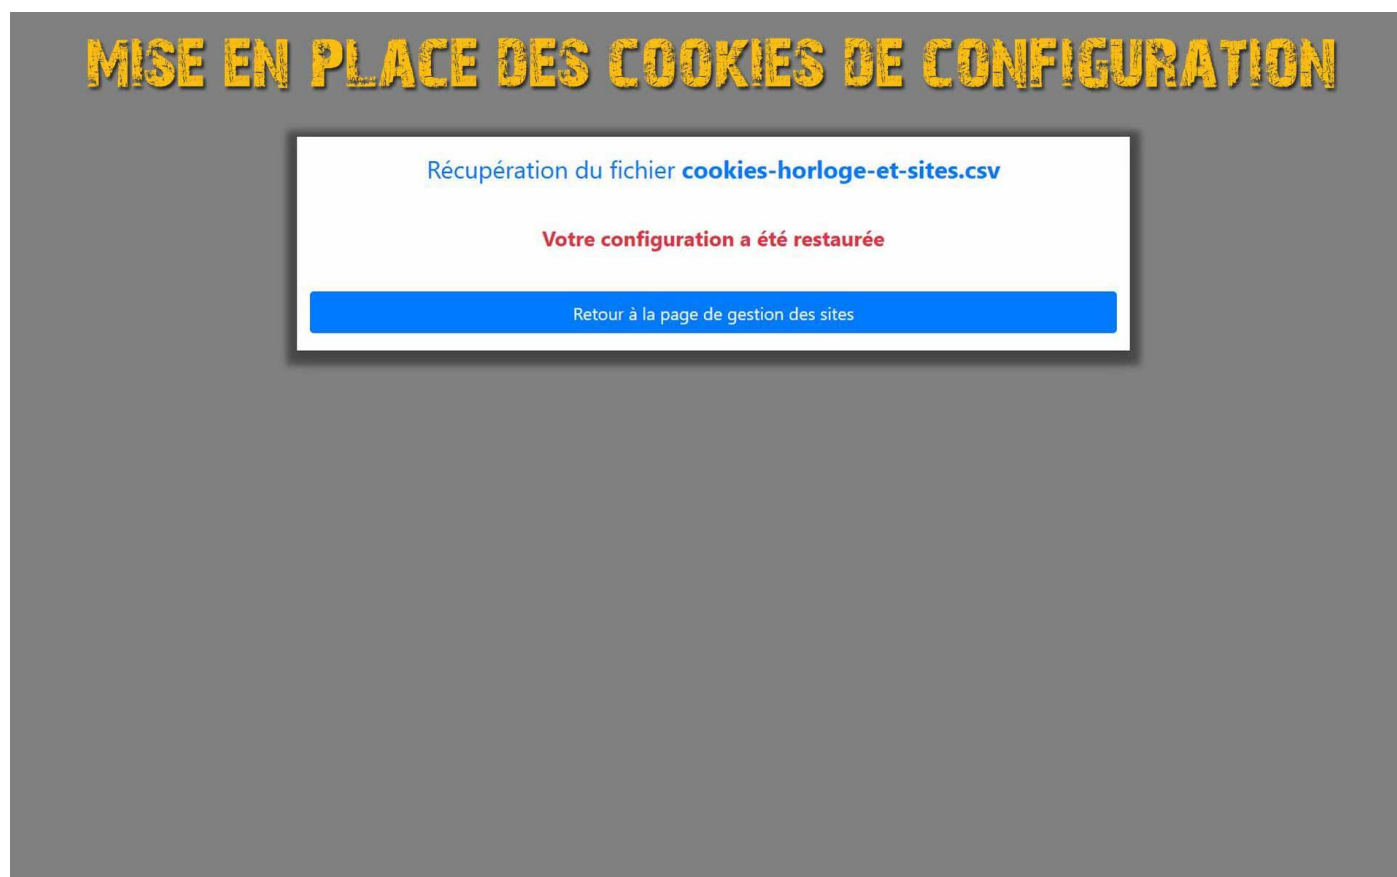 MISE EN PLACE DES COOKIES DE CONFIGURATION
Récupération du fichier cookies-horloge-et-sites.csv
Votre configuration a été restaurée
Retour à la page de gestion des sites